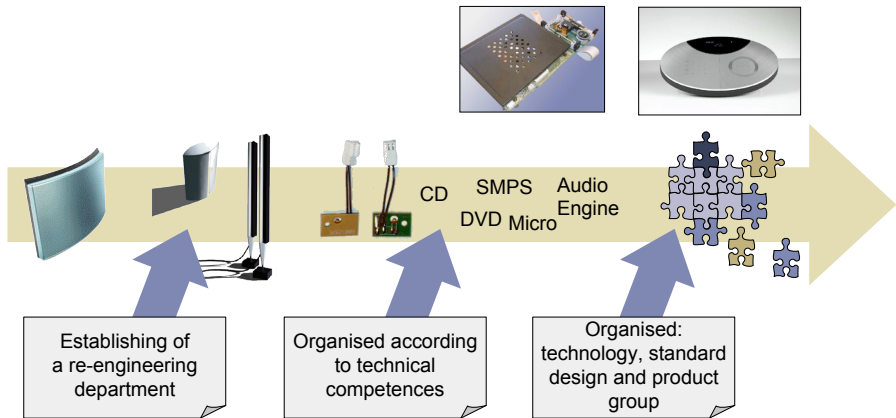 CD
SMPS
Audio
Engine
DVD
Micro
Establishing of
a re-engineering
department
Organised according
to technical
competences
Organised:
technology, standard
design and product
group